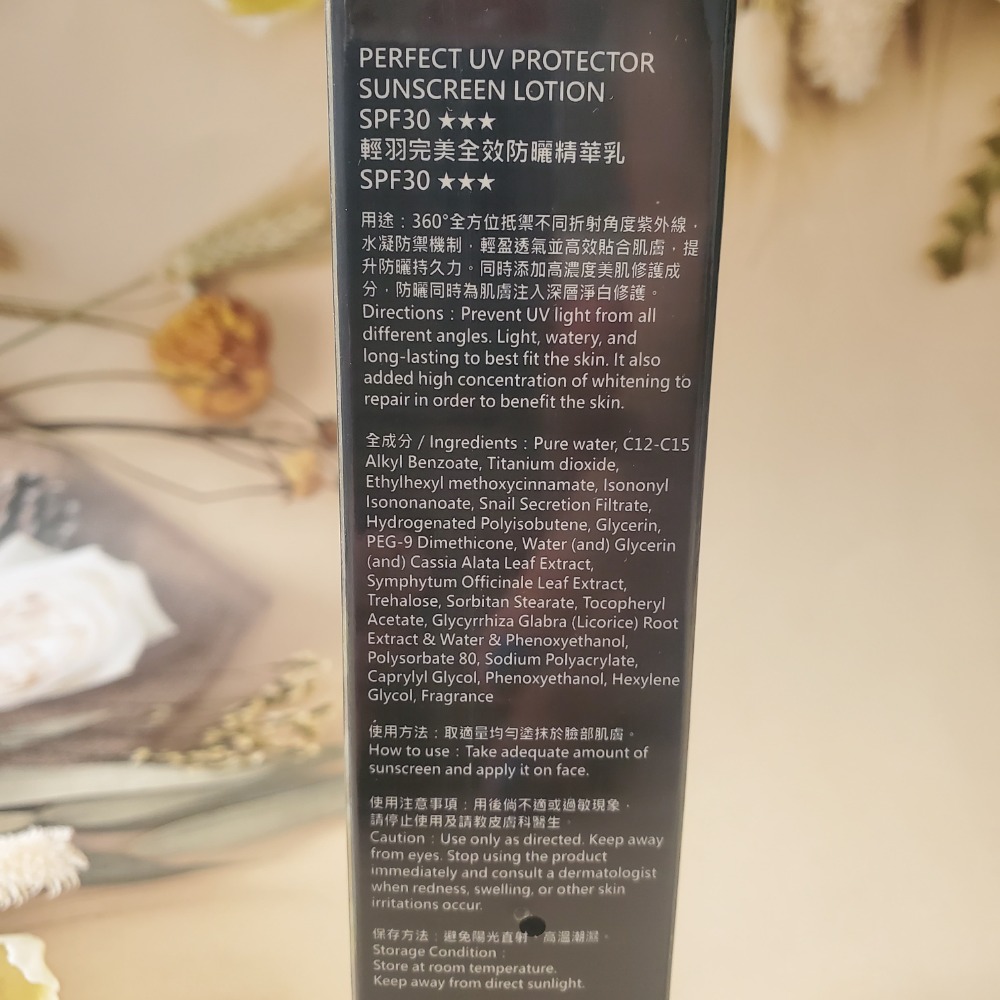 PERFECT UV PROTECTOR
SUNSCREEN LOTION
SPF30 ★★★
輕羽完美全效防曬精華乳
SPF30 ★★★
用途：360°全方位抵禦不同折射角度紫外線，
水凝防禦機制，輕盈透氣並高效貼合肌膚，提
升防曬持久力。同時添加高濃度美肌修護成
分，防曬同時為肌膚注入深層淨白修護。
Directions：Prevent UV light from all
different angles. Light, watery, and
long-lasting to best fit the skin. It also
added high concentration of whitening to
repair in order to benefit the skin.
全成分 / Ingredients：Pure water, C12-C15
Alkyl Benzoate, Titanium dioxide,
Ethylhexyl methoxycinnamate, Isononyl
Isononanoate, Snail Secretion Filtrate,
Hydrogenated Polyisobutene, Glycerin,
PEG-9 Dimethicone, Water (and) Glycerin
(and) Cassia Alata Leaf Extract,
Symphytum Officinale Leaf Extract,
Trehalose, Sorbitan Stearate, Tocopheryl
Acetate, Glycyrrhiza Glabra (Licorice) Root
Extract & Water & Phenoxyethanol,
Polysorbate 80, Sodium Polyacrylate,
Caprylyl Glycol, Phenoxyethanol, Hexylene
Glycol, Fragrance
使用方法：取適量均勻塗抹於臉部肌膚。
How to use：Take adequate amount of
sunscreen and apply it on face.
使用注意事項：用後倘不適或過敏現象，
請停止使用及請教皮膚科醫生。
Caution：Use only as directed. Keep away
from eyes. Stop using the product
immediately and consult a dermatologist
when redness, swelling, or other skin
irritations occur.
保存方法：避免陽光直射、高溫潮濕。
Storage Condition：
Store at room temperature.
Keep away from direct sunlight.